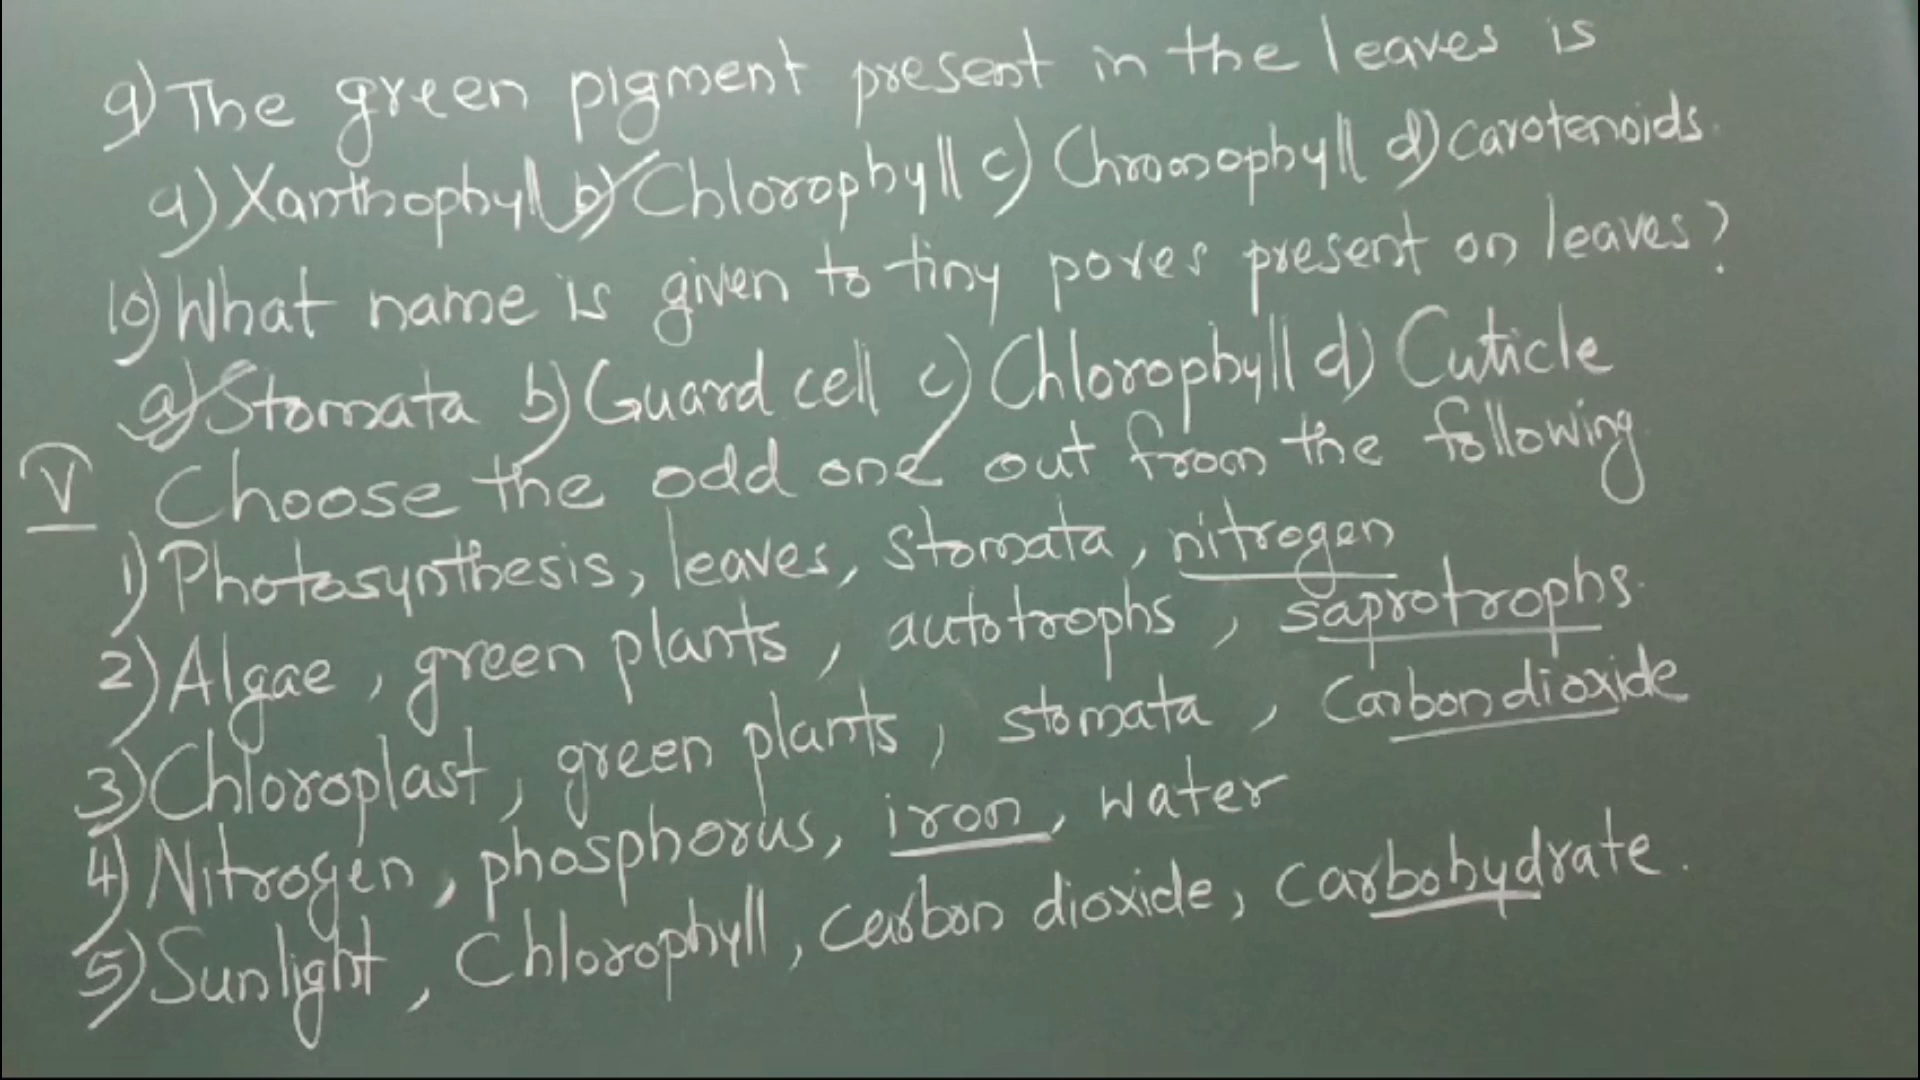 9) The green pigment present in the leaves is
a) Xanthophyll b) Chlorophyll c) Chromophyll d) carotenoids.
10) What name is given to tiny pores present on leaves?
a) Stomata b) Guard cell c) Chlorophyll d) Cuticle
V Choose the odd one out from the following
1) Photosynthesis, leaves, stomata, nitrogen
2) Algae, green plants, autotrophs, saprotrophs.
3) Chloroplast, green plants, stomata, Carbondioxide
4) Nitrogen, phosphorus, iron, water
5) Sunlight, Chlorophyll, carbon dioxide, carbohydrate.